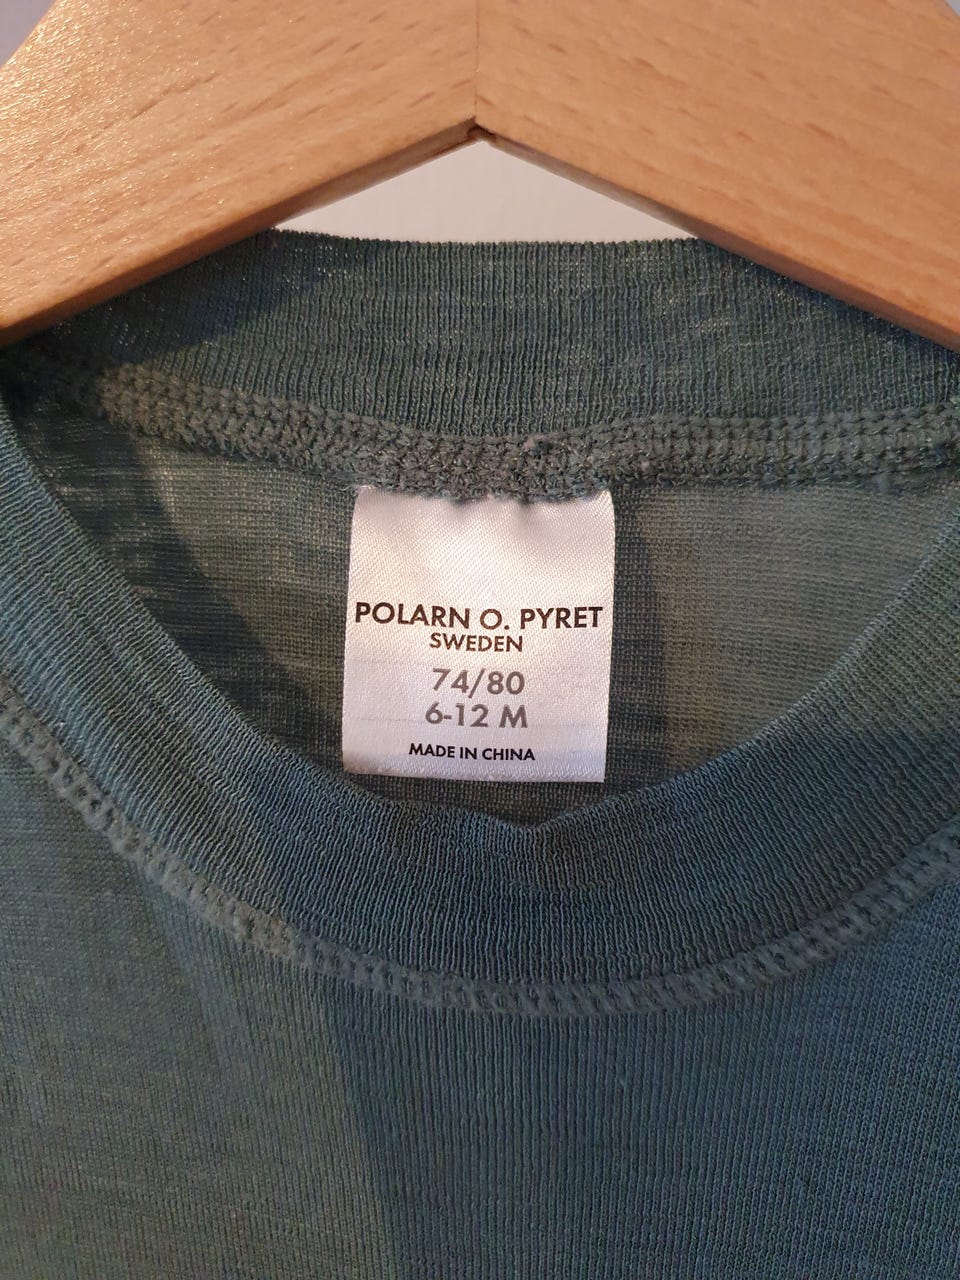 POLARN O. PYRET
SWEDEN
74/80
6-12 M
MADE IN CHINA